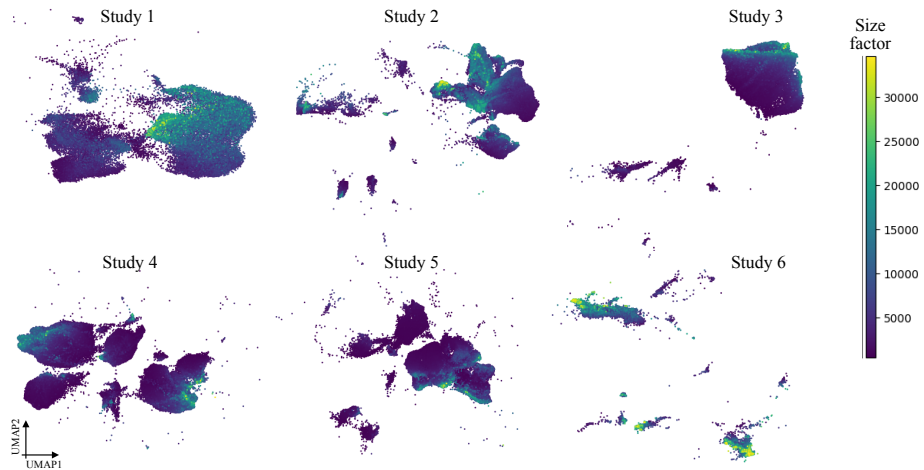 Study 1
Study 2
Study 3
Size
factor
30000
25000
20000
15000
10000
5000
Study 4
Study 5
Study 6
UMAP2
UMAP1